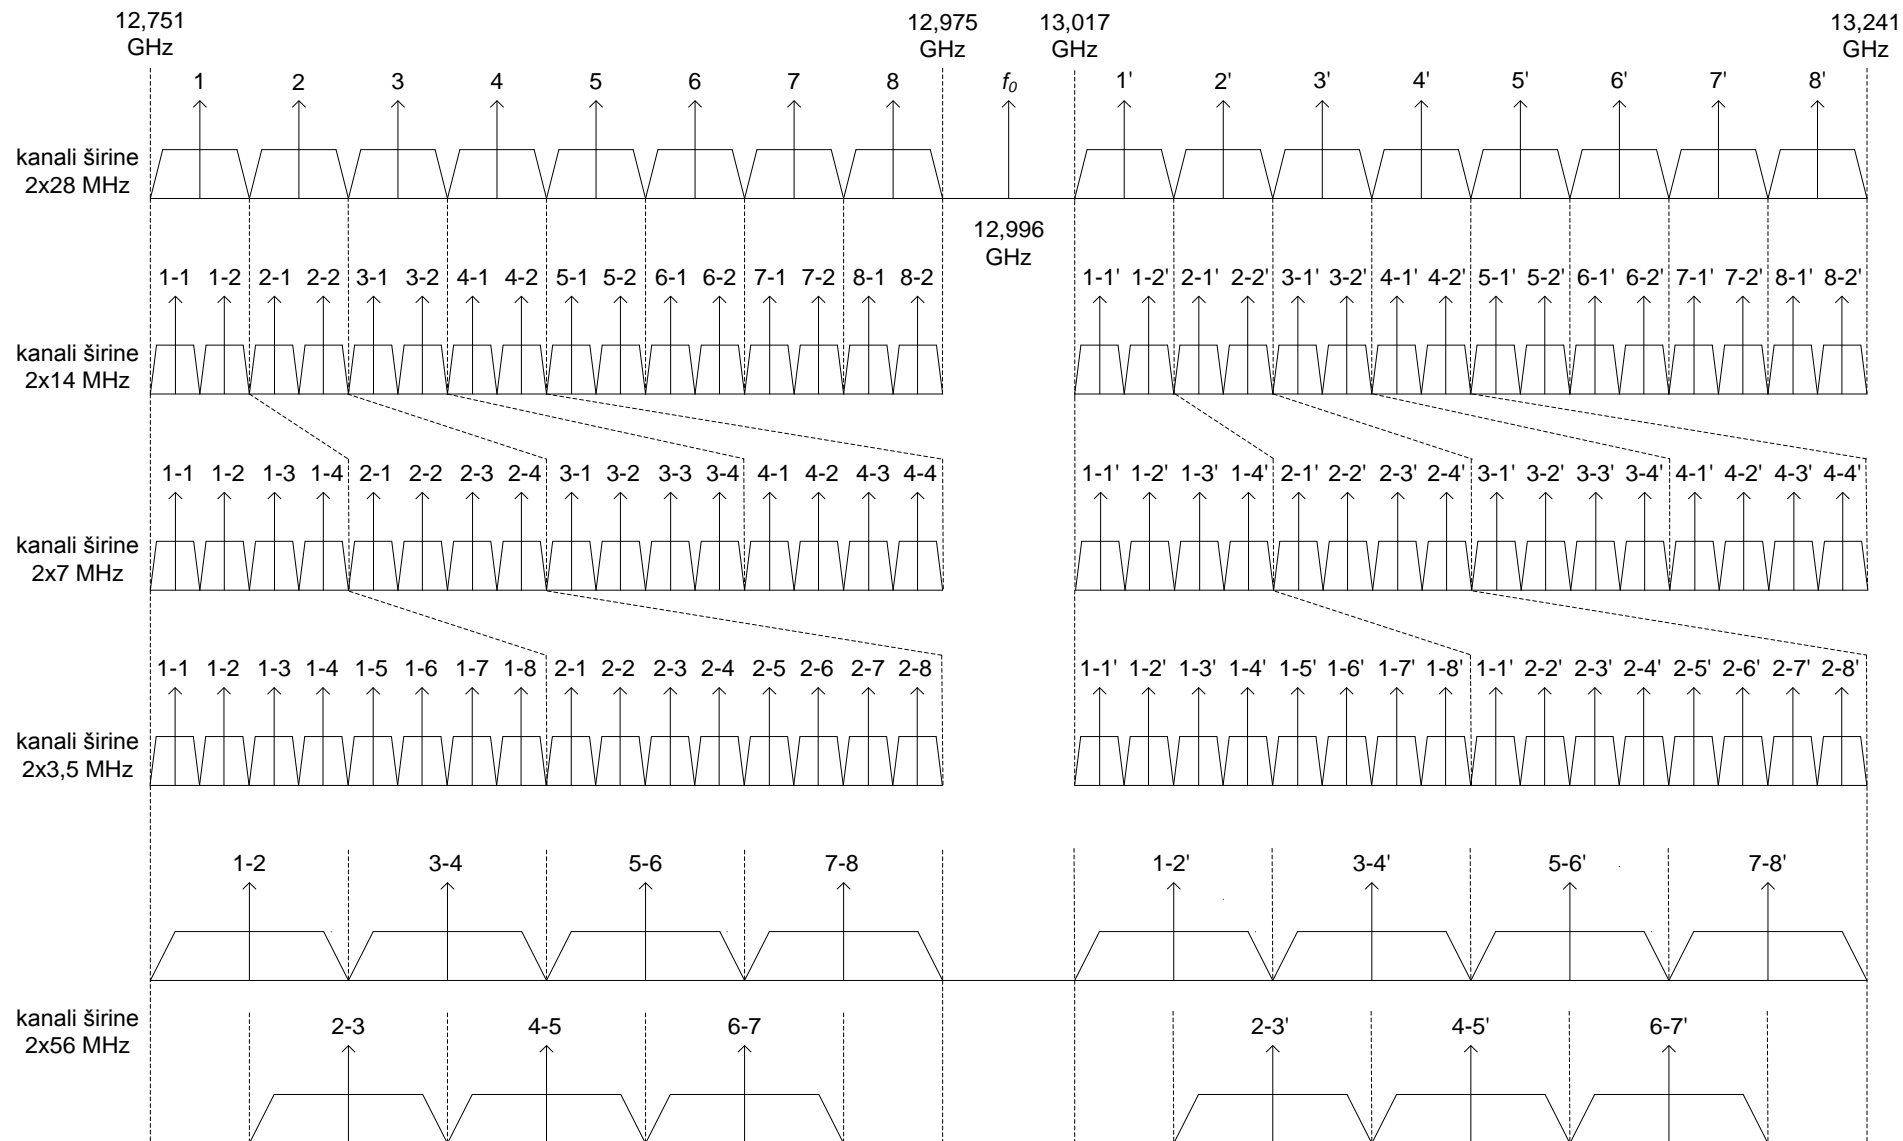 12,751 GHz
12,975 GHz
13,017 GHz
13,241 GHz
1 2 3 4 5 6 7 8 f0 1' 2' 3' 4' 5' 6' 7' 8'
kanali širine
2x28 MHz
12,996
GHz
1-1 1-2 2-1 2-2 3-1 3-2 4-1 4-2 5-1 5-2 6-1 6-2 7-1 7-2 8-1 8-2 1-1' 1-2' 2-1' 2-2' 3-1' 3-2' 4-1' 4-2' 5-1' 5-2' 6-1' 6-2' 7-1' 7-2' 8-1' 8-2'
kanali širine
2x14 MHz
1-1 1-2 1-3 1-4 2-1 2-2 2-3 2-4 3-1 3-2 3-3 3-4 4-1 4-2 4-3 4-4 1-1' 1-2' 1-3' 1-4' 2-1' 2-2' 2-3' 2-4' 3-1' 3-2' 3-3' 3-4' 4-1' 4-2' 4-3' 4-4'
kanali širine
2x7 MHz
1-1 1-2 1-3 1-4 1-5 1-6 1-7 1-8 2-1 2-2 2-3 2-4 2-5 2-6 2-7 2-8 1-1' 1-2' 1-3' 1-4' 1-5' 1-6' 1-7' 1-8' 1-1' 2-2' 2-3' 2-4' 2-5' 2-6' 2-7' 2-8'
kanali širine
2x3,5 MHz
1-2 3-4 5-6 7-8 1-2' 3-4' 5-6' 7-8'
kanali širine
2x56 MHz
2-3 4-5 6-7 2-3' 4-5' 6-7'